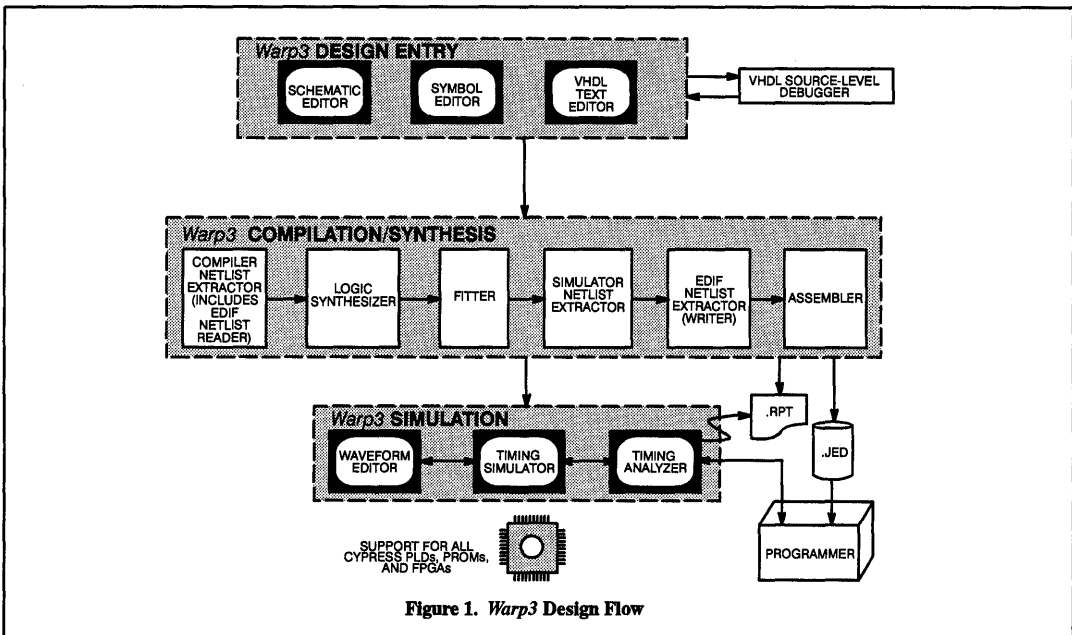 Warp3 DESIGN ENTRY
SCHEMATIC
EDITOR
SYMBOL
EDITOR
VHDL
TEXT
EDITOR
VHDL SOURCE-LEVEL
DEBUGGER
Warp3 COMPILATION/SYNTHESIS
COMPILER
NETLIST
EXTRACTOR
(INCLUDES
EDIF
NETLIST
READER)
LOGIC
SYNTHESIZER
FITTER
SIMULATOR
NETLIST
EXTRACTOR
EDIF
NETLIST
EXTRACTOR
(WRITER)
ASSEMBLER
Warp3 SIMULATION
WAVEFORM
EDITOR
TIMING
SIMULATOR
TIMING
ANALYZER
.RPT
.JED
PROGRAMMER
SUPPORT FOR ALL
CYPRESS PLDs, PROMs,
AND FPGAs
Figure 1. Warp3 Design Flow